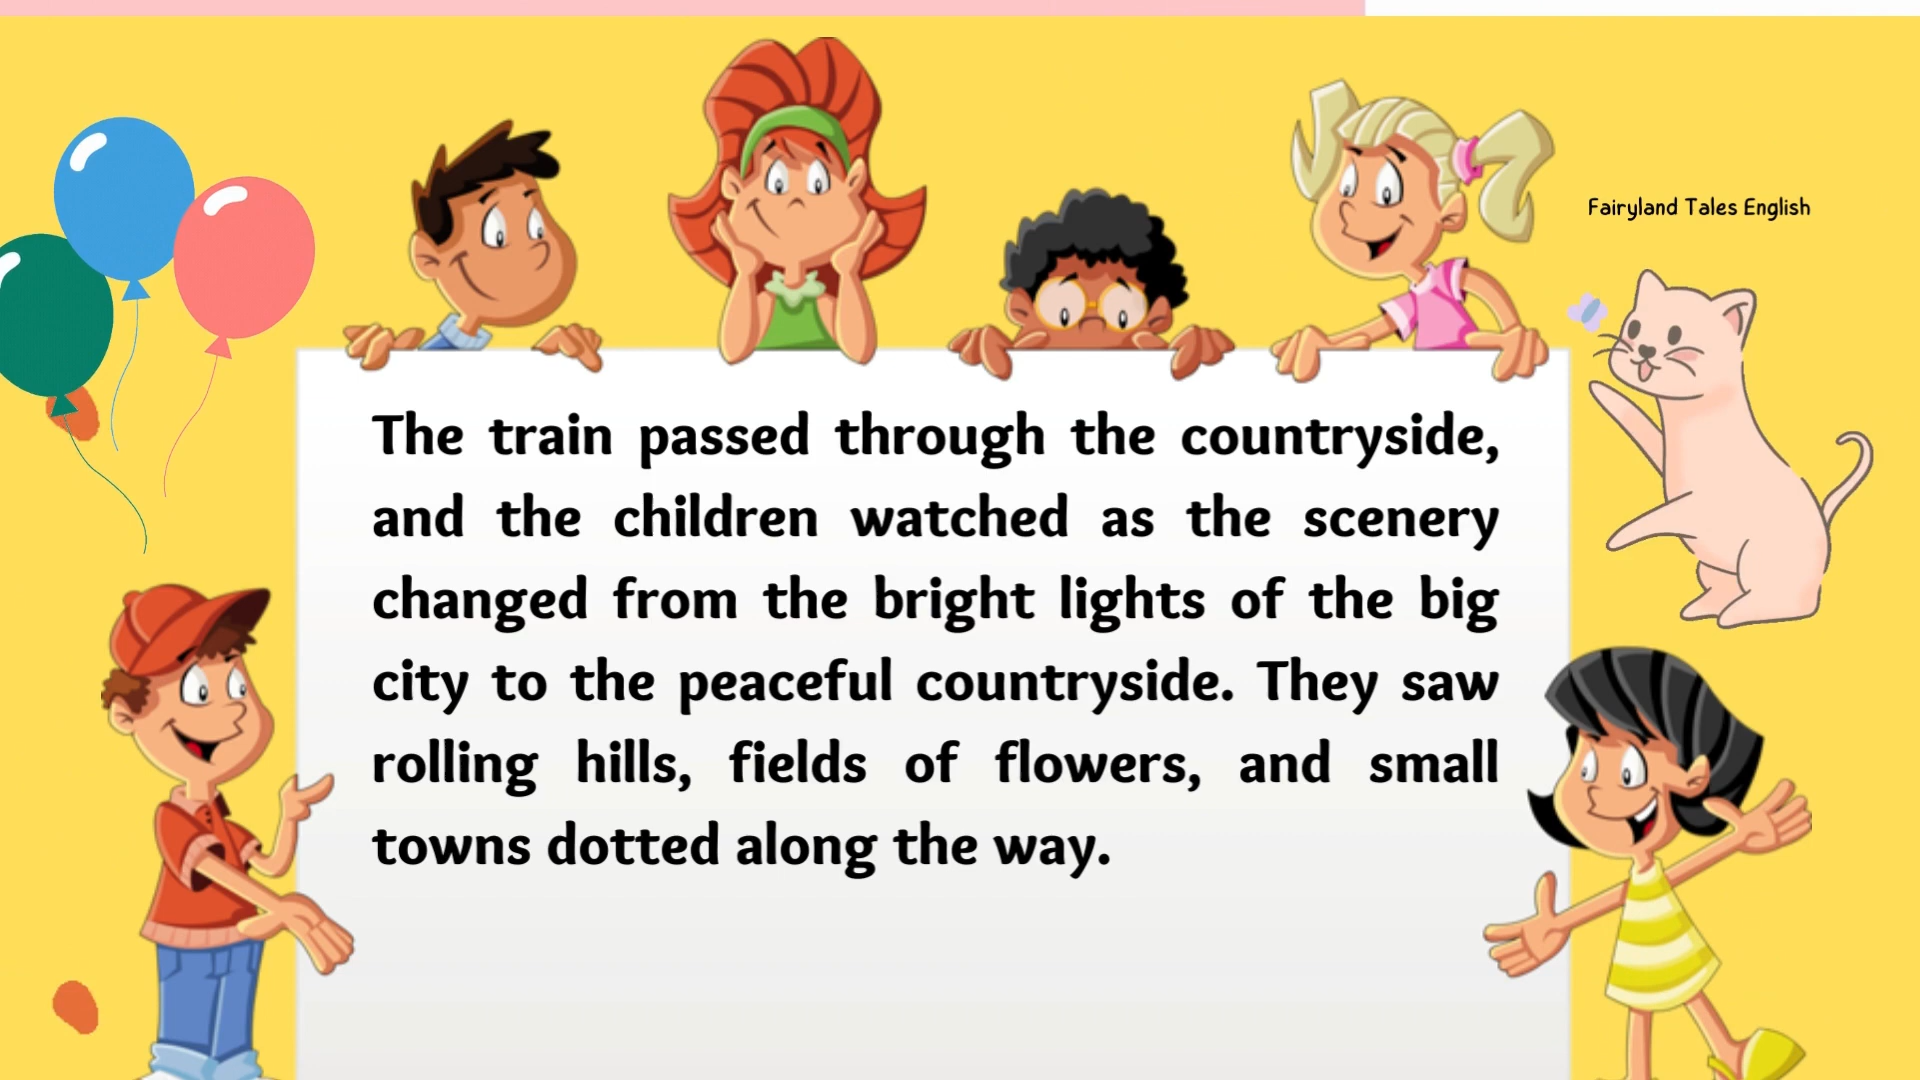 Fairyland Tales English
The train passed through the countryside,
and the children watched as the scenery
changed from the bright lights of the big
city to the peaceful countryside. They saw
rolling hills, fields of flowers, and small
towns dotted along the way.